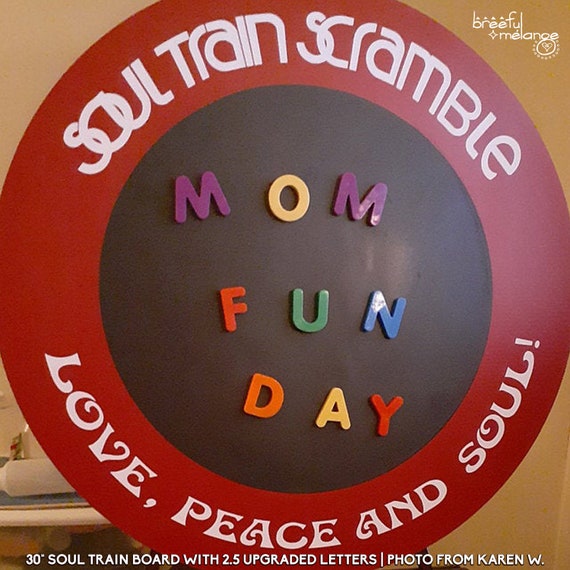 breeful
mélange
SOUL TRAIN SCRAMBLE
MOM
FUN
DAY
LOVE, PEACE AND SOUL!
30" SOUL TRAIN BOARD WITH 2.5 UPGRADED LETTERS | PHOTO FROM KAREN W.